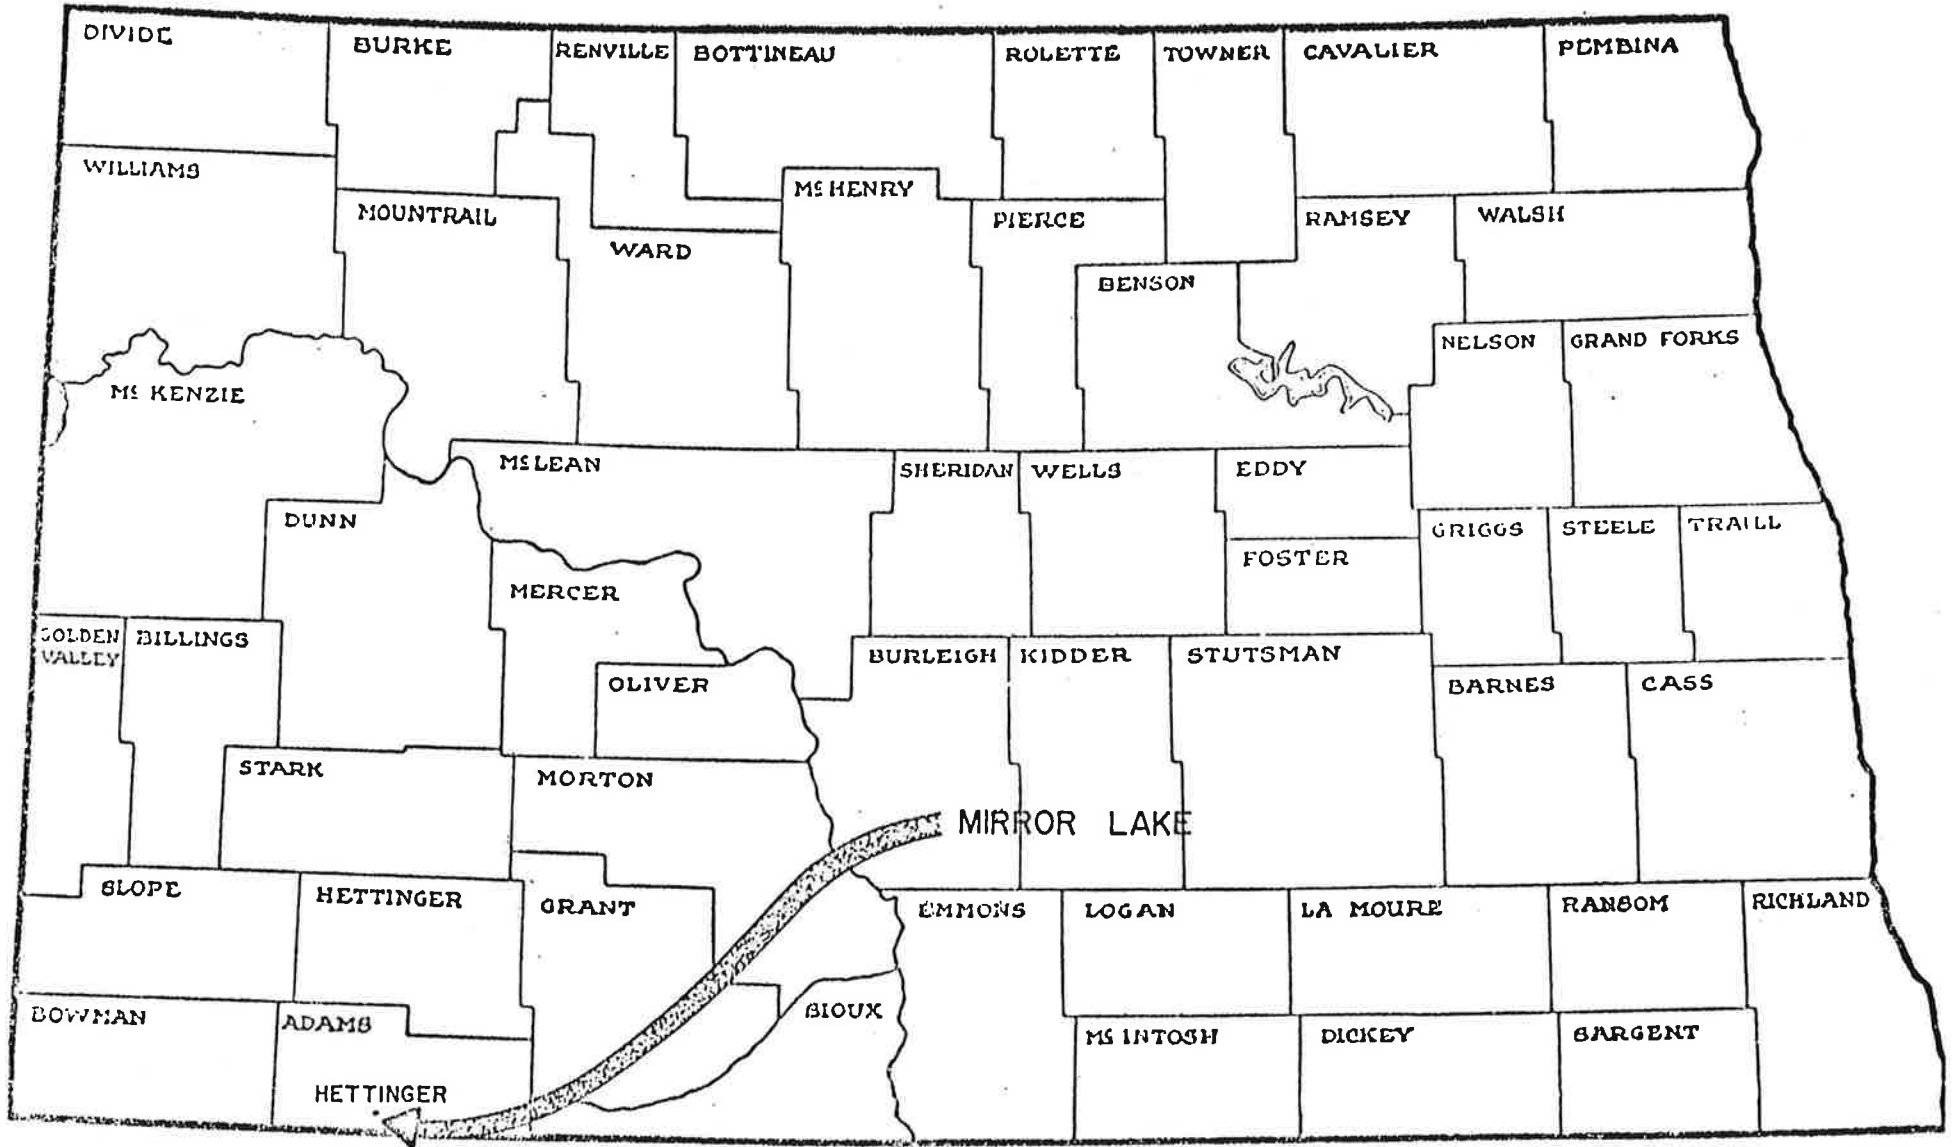 DIVIDE
BURKE
RENVILLE
BOTTINEAU
ROLETTE
TOWNER
CAVALIER
PEMBINA
WILLIAMS
MOUNTRAIL
WARD
McHENRY
PIERCE
BENSON
RAMSEY
WALSH
McKENZIE
NELSON
GRAND FORKS
McLEAN
SHERIDAN
WELLS
EDDY
DUNN
MERCER
FOSTER
GRIGGS
STEELE
TRAILL
GOLDEN
VALLEY
BILLINGS
OLIVER
BURLEIGH
KIDDER
STUTSMAN
BARNES
CASS
STARK
MORTON
MIRROR LAKE
SLOPE
HETTINGER
GRANT
EMMONS
LOGAN
LA MOURE
RANSOM
RICHLAND
BOWMAN
ADAMS
SIOUX
McINTOSH
DICKEY
SARGENT
HETTINGER